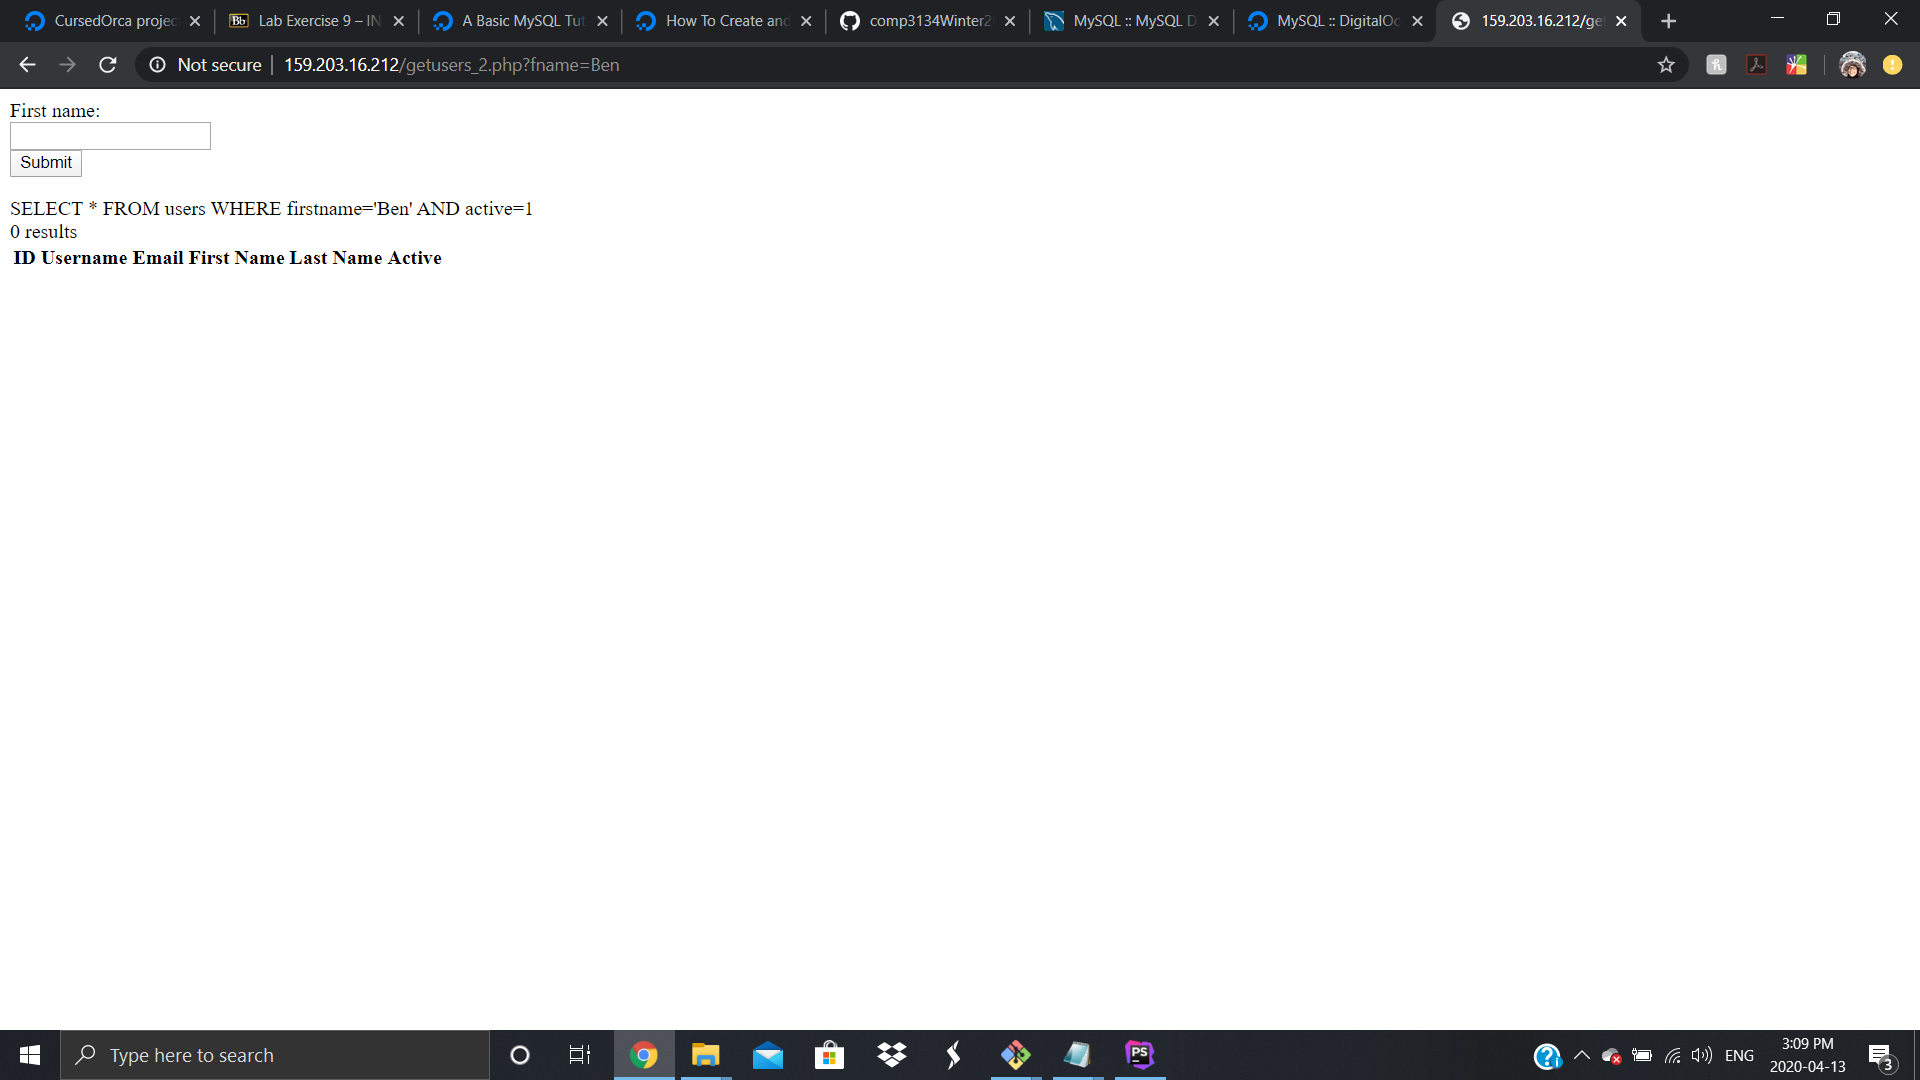 CursedOrca projec
Bb Lab Exercise 9 – IN
A Basic MySQL Tut
How To Create and
comp3134Winter2
MySQL :: MySQL D
MySQL :: DigitalOc
159.203.16.212/ge
Not secure 159.203.16.212/getusers_2.php?fname=Ben
First name:
Submit
SELECT * FROM users WHERE firstname='Ben' AND active=1
0 results
ID Username Email First Name Last Name Active
Type here to search
PS
ENG
3:09 PM
2020-04-13
3